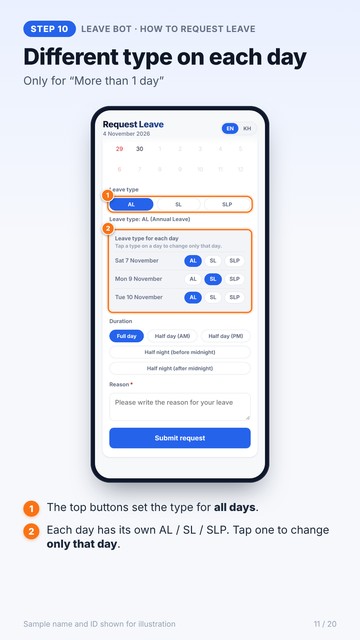 STEP 10 LEAVE BOT · HOW TO REQUEST LEAVE
Different type on each day
Only for “More than 1 day”
Request Leave
4 November 2026
EN KH
29 30 1 2 3 4 5
6 7 8 9 10 11 12
Leave type
1
AL SL SLP
Leave type: AL (Annual Leave)
2
Leave type for each day
Tap a type on a day to change only that day.
Sat 7 November AL SL SLP
Mon 9 November AL SL SLP
Tue 10 November AL SL SLP
Duration
Full day Half day (AM) Half day (PM)
Half night (before midnight)
Half night (after midnight)
Reason *
Please write the reason for your leave
Submit request
1 The top buttons set the type for all days.
2 Each day has its own AL / SL / SLP. Tap one to change
only that day.
Sample name and ID shown for illustration 11 / 20